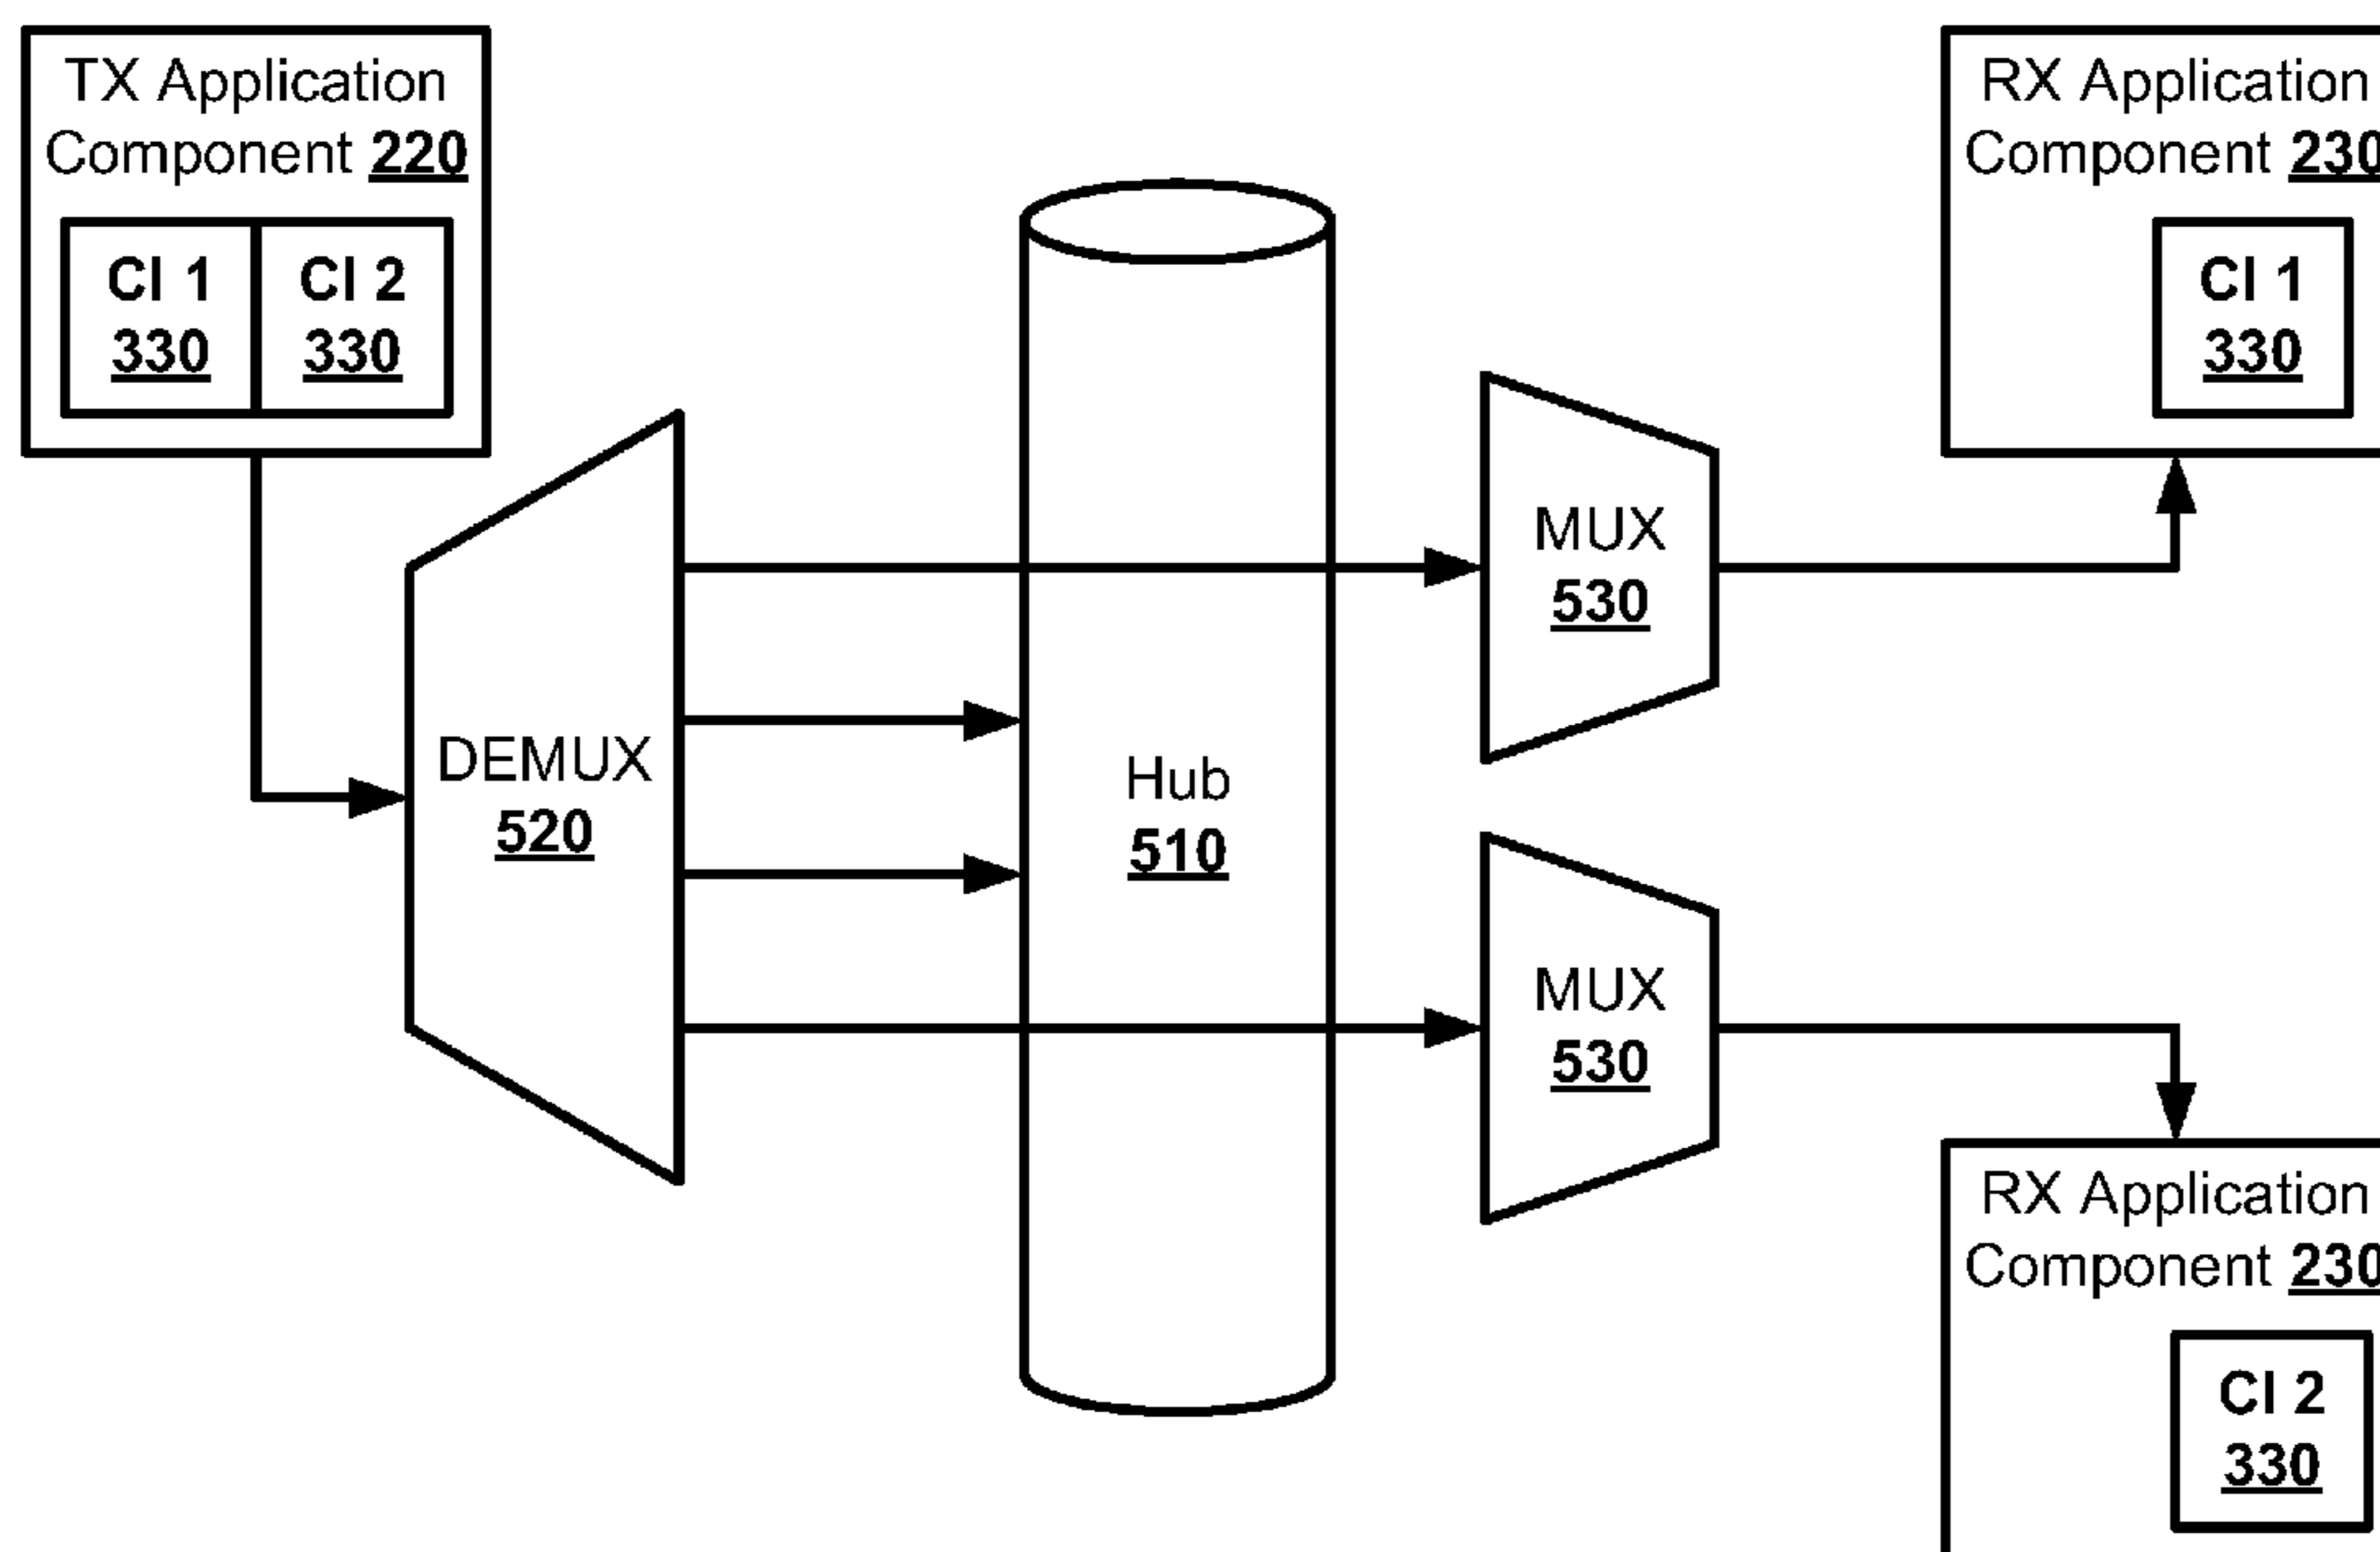 TX Application
Component 220
CI 1
330
CI 2
330
RX Application
Component 230
CI 1
330
MUX
530
DEMUX
520
Hub
510
MUX
530
RX Application
Component 230
CI 2
330